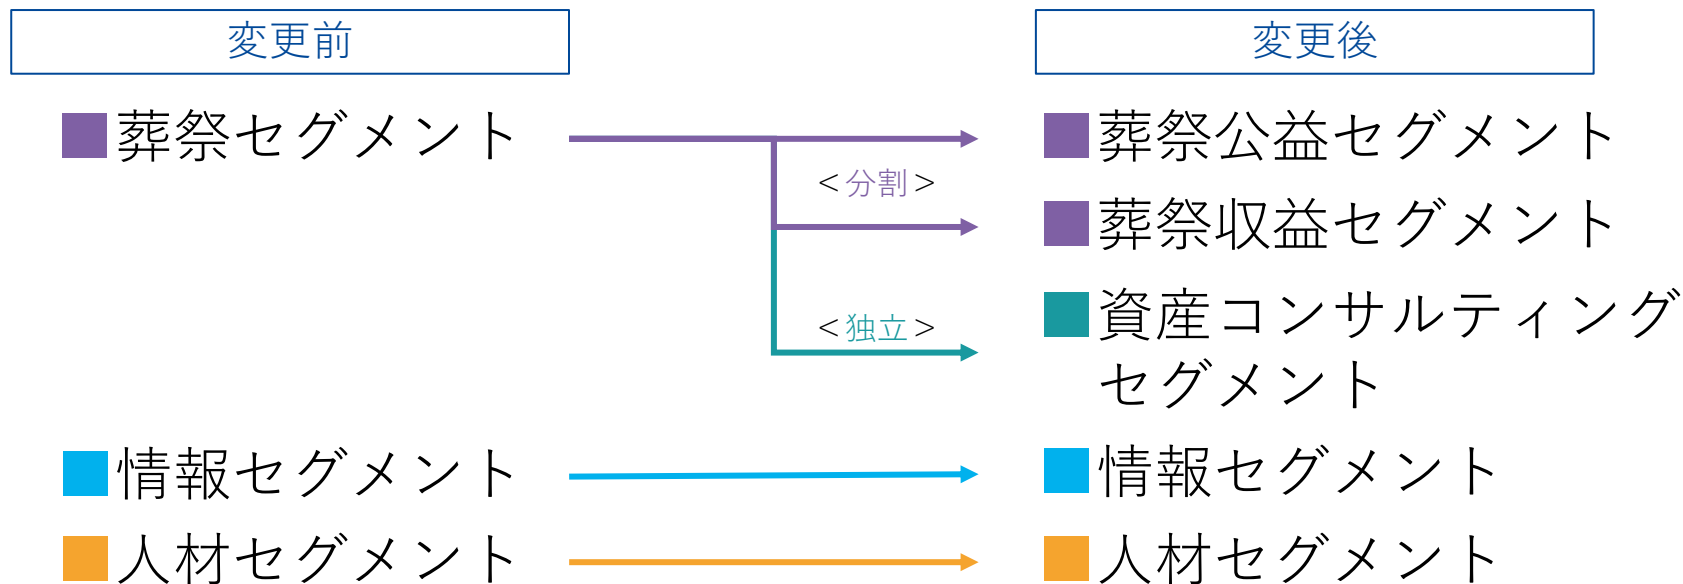 変更前
変更後
葬祭セグメント
葬祭公益セグメント
<分割>
葬祭収益セグメント
<独立>
資産コンサルティング
セグメント
情報セグメント
情報セグメント
人材セグメント
人材セグメント